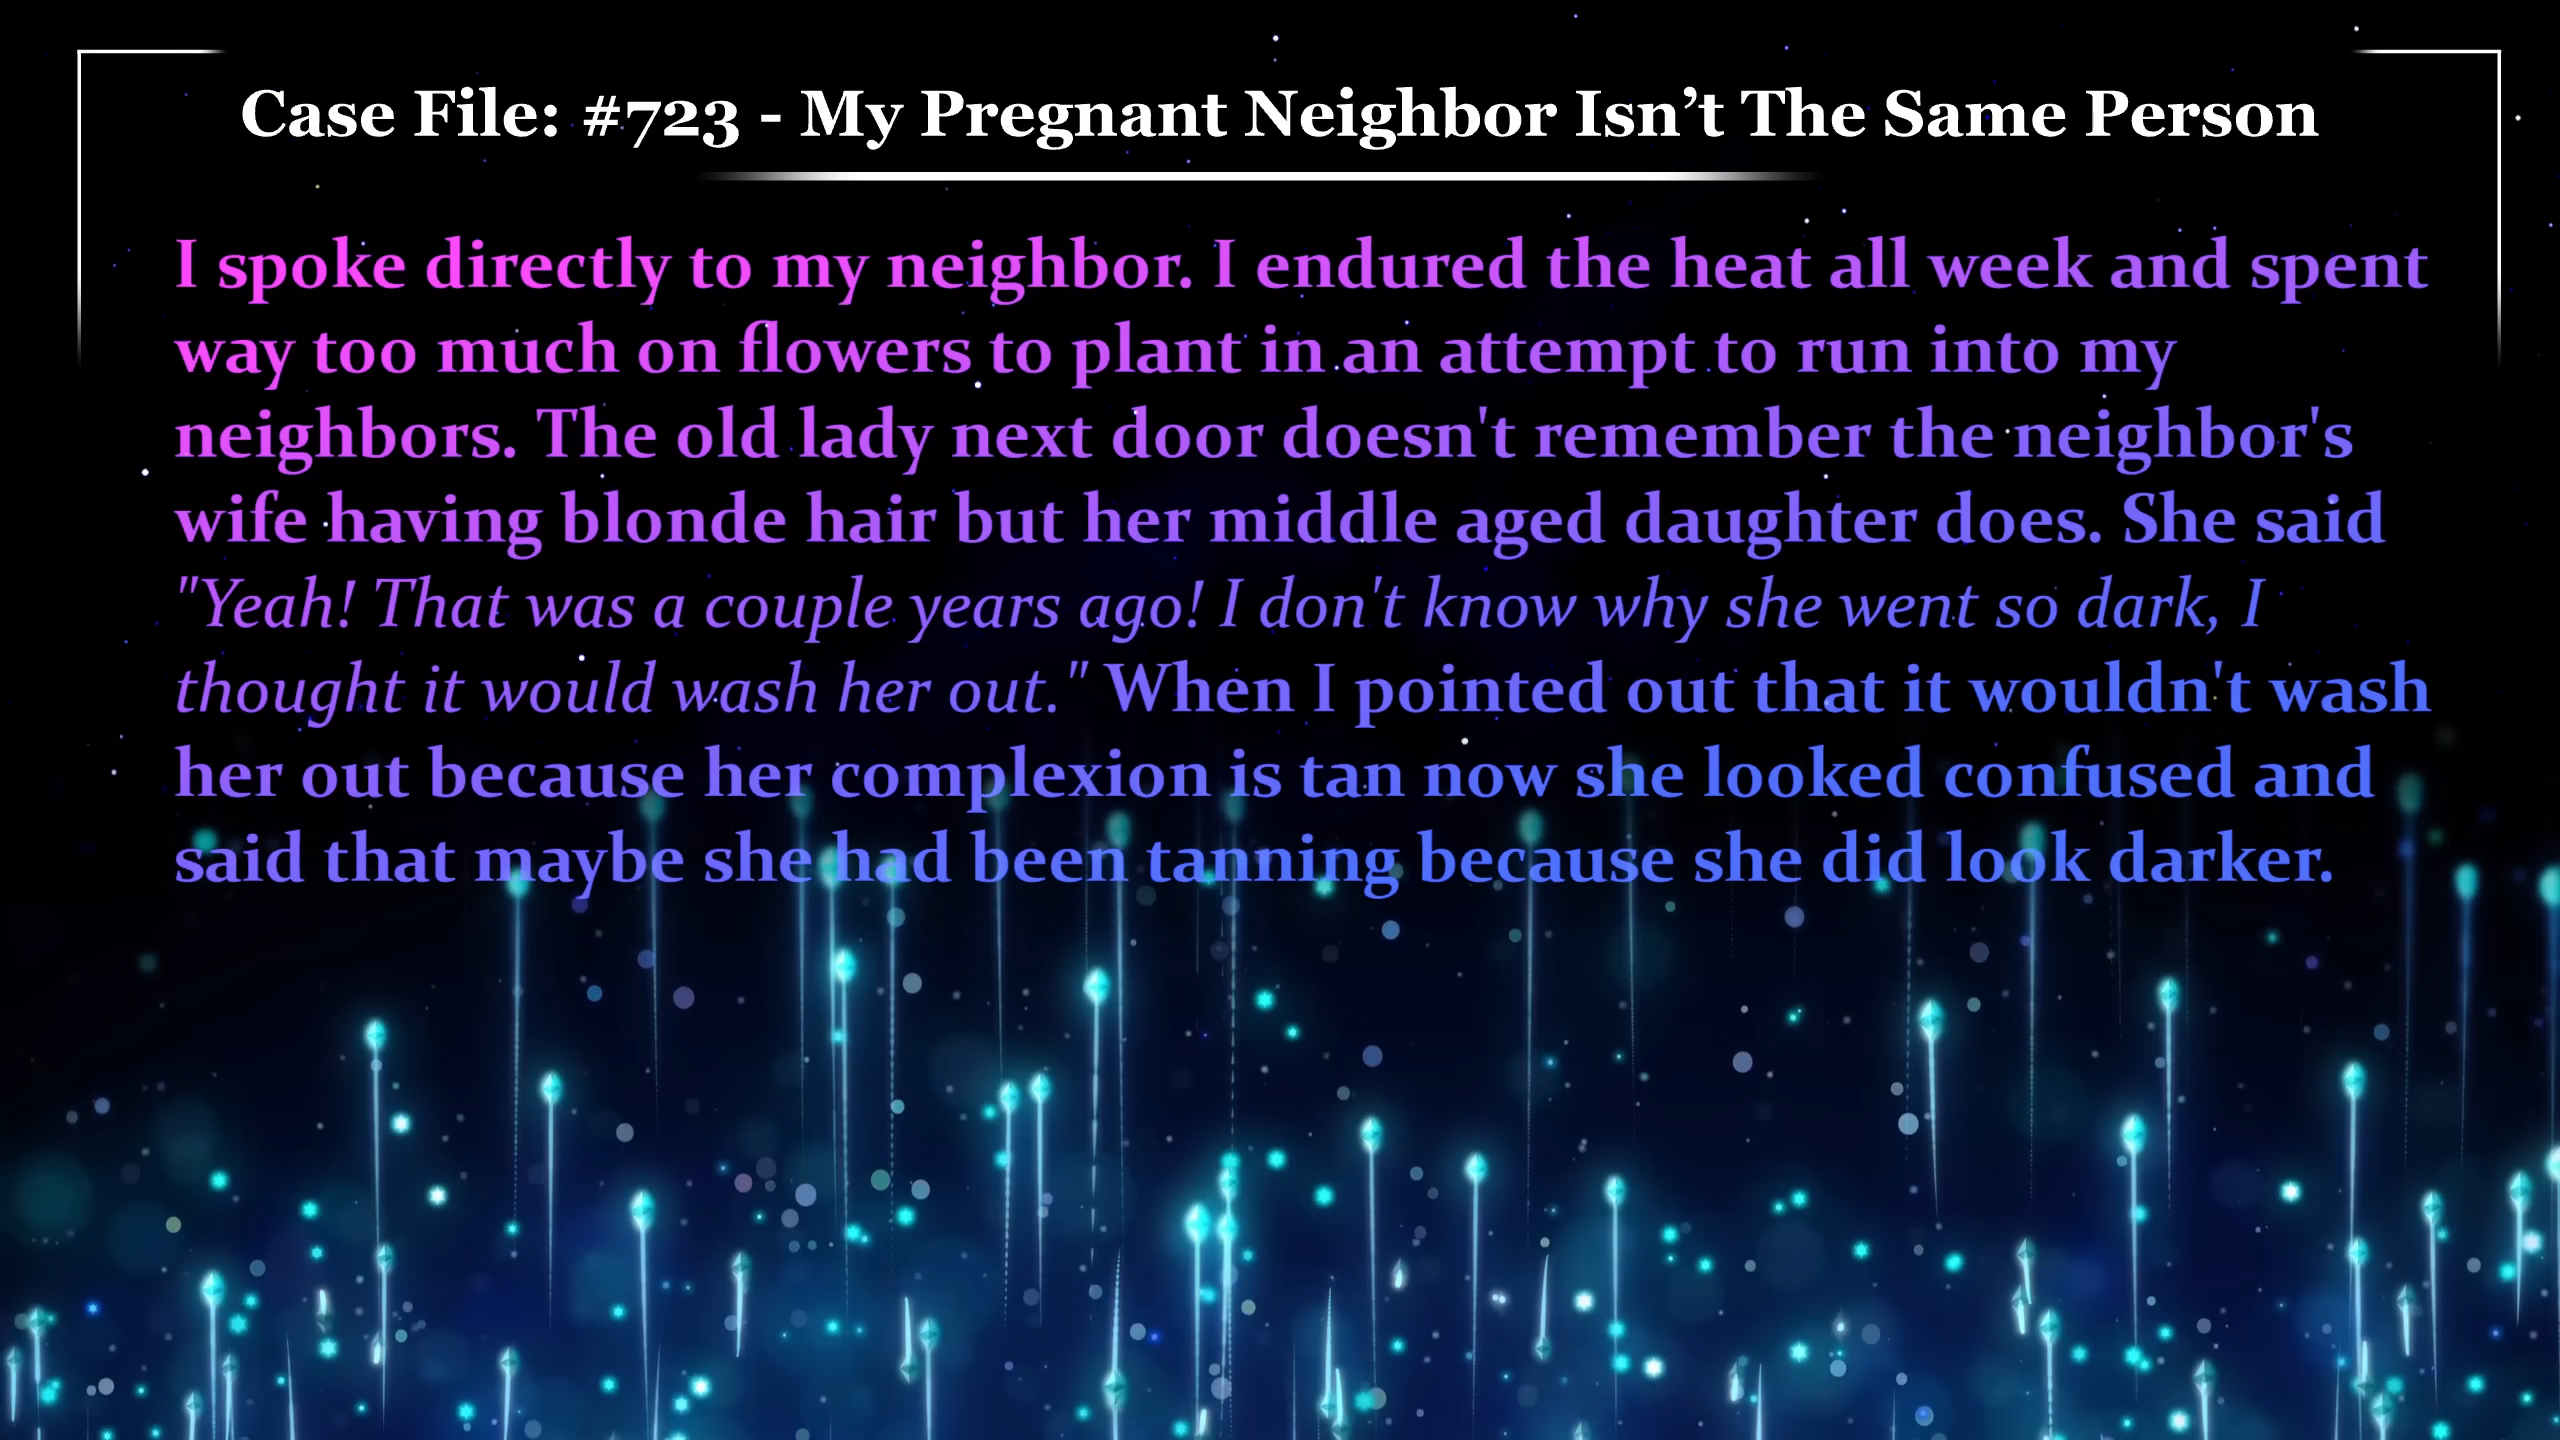 Case File: #723 - My Pregnant Neighbor Isn’t The Same Person
I spoke directly to my neighbor. I endured the heat all week and spent
way too much on flowers to plant in an attempt to run into my
neighbors. The old lady next door doesn't remember the neighbor's
wife having blonde hair but her middle aged daughter does. She said
"Yeah! That was a couple years ago! I don't know why she went so dark, I
thought it would wash her out." When I pointed out that it wouldn't wash
her out because her complexion is tan now she looked confused and
said that maybe she had been tanning because she did look darker.